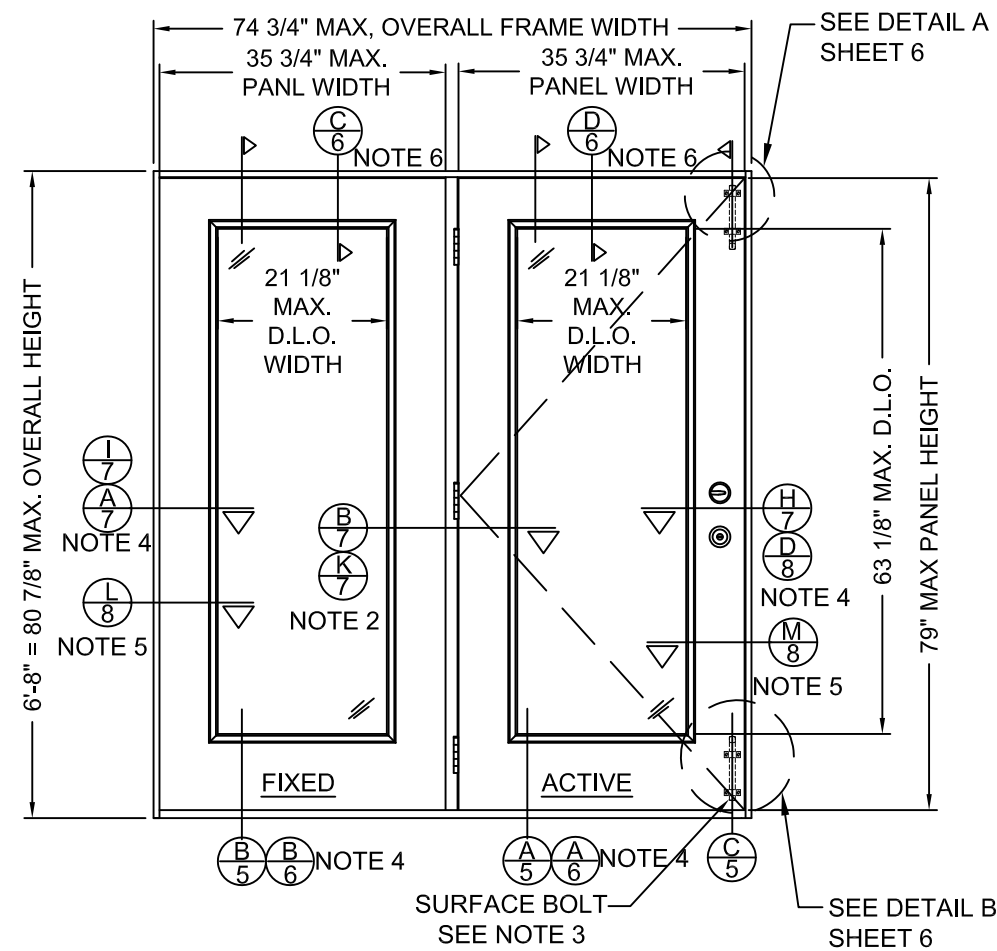 74 3/4" MAX, OVERALL FRAME WIDTH
SEE DETAIL A
SHEET 6
35 3/4" MAX.
PANL WIDTH
35 3/4" MAX.
PANEL WIDTH
C
6
NOTE 6
D
6
NOTE 6
21 1/8"
MAX.
D.L.O.
WIDTH
21 1/8"
MAX.
D.L.O.
WIDTH
6'-8" = 80 7/8" MAX. OVERALL HEIGHT
63 1/8" MAX. D.L.O.
79" MAX PANEL HEIGHT
I
7
A
7
NOTE 4
L
8
NOTE 5
B
7
K
7
NOTE 2
H
7
D
8
NOTE 4
M
8
NOTE 5
FIXED
ACTIVE
B
5
B
6
NOTE 4
A
5
A
6
NOTE 4
C
5
SURFACE BOLT
SEE NOTE 3
SEE DETAIL B
SHEET 6